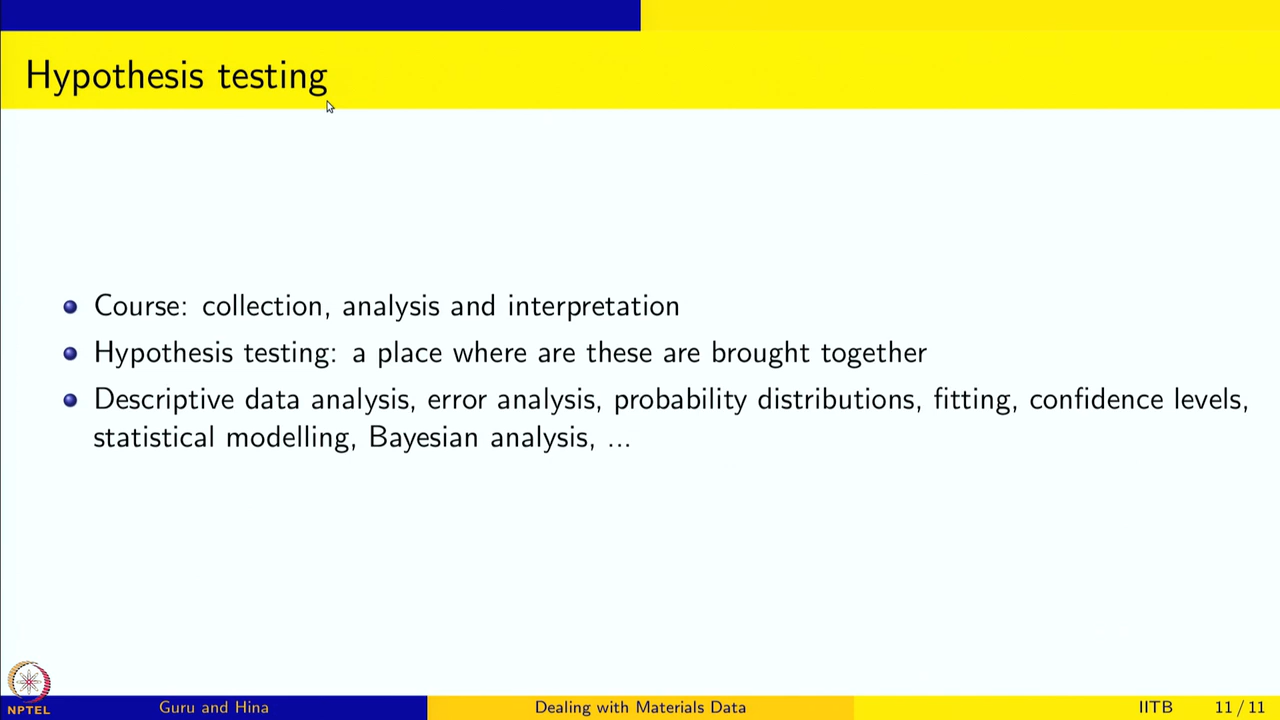 Hypothesis testing
Course: collection, analysis and interpretation
Hypothesis testing: a place where are these are brought together
Descriptive data analysis, error analysis, probability distributions, fitting, confidence levels,
statistical modelling, Bayesian analysis, ...
NPTEL
Guru and Hina
Dealing with Materials Data
IITB
11 / 11